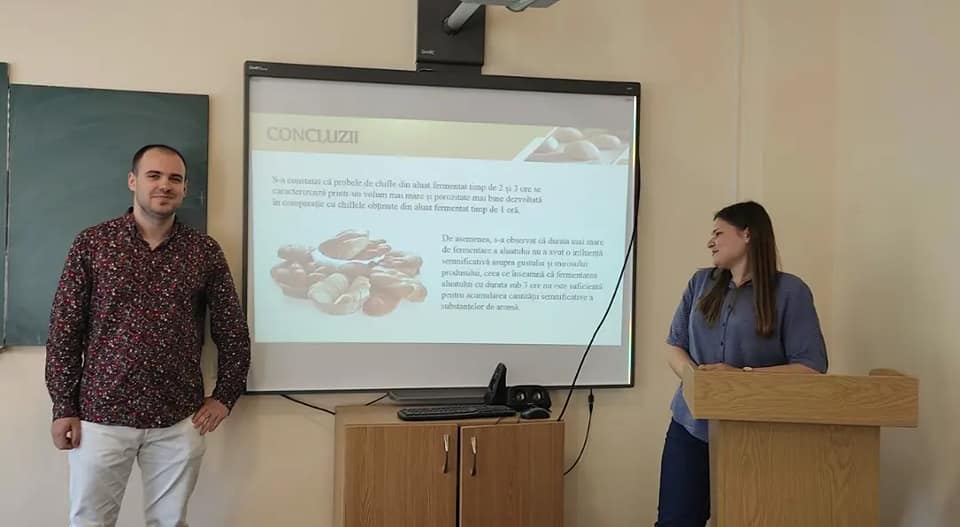 CONCLUZII
S-a constatat că probele de chifle din aluat fermentat timp de 2 și 3 ore se
caracterizează printr-un volum mai mare și porozitate mai bine dezvoltată
în comparație cu chiflele obținute din aluat fermentat timp de 1 oră.
De asemenea, s-a observat că durata mai mare
de fermentare a aluatului nu a avut o influență
semnificativă asupra gustului și mirosului
produsului, ceea ce înseamnă că fermentarea
aluatului cu durata sub 3 ore nu este suficientă
pentru acumularea cantității semnificative a
substanțelor de aromă.